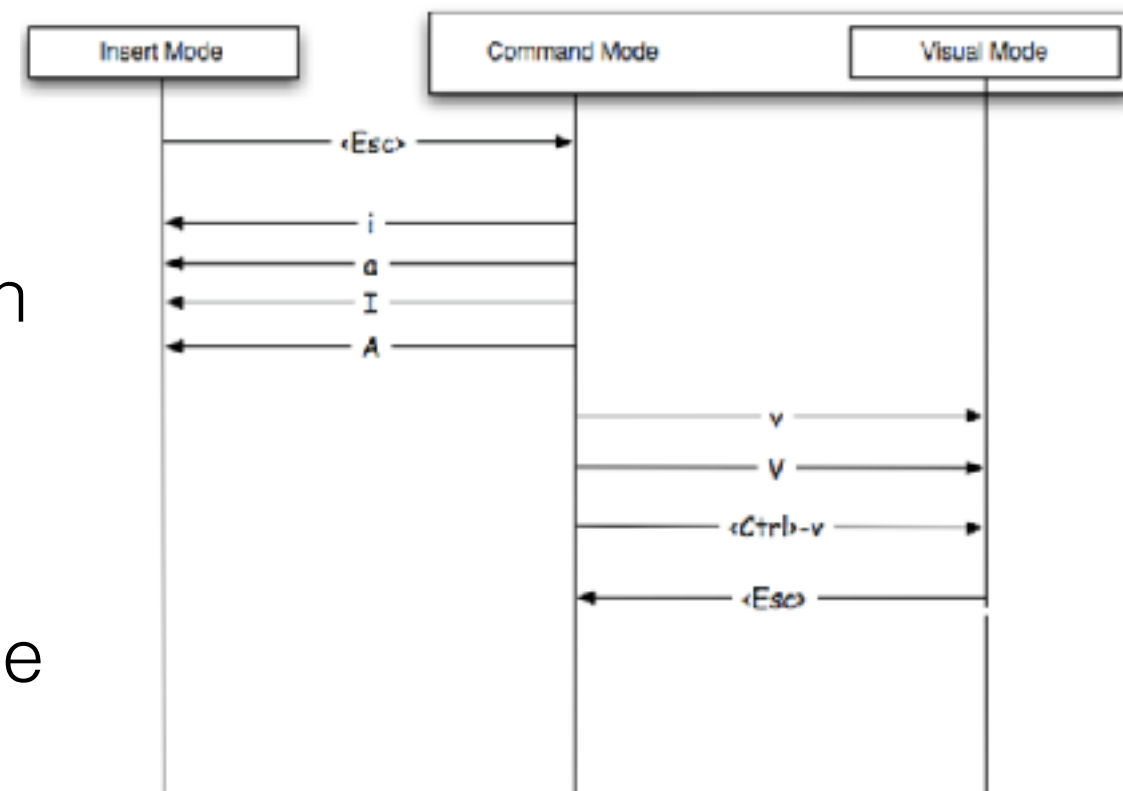 Insert Mode Command Mode Visual Mode
<Esc>
i
a
n
I
A
v
V
<Ctrl>-v
<Esc>
e